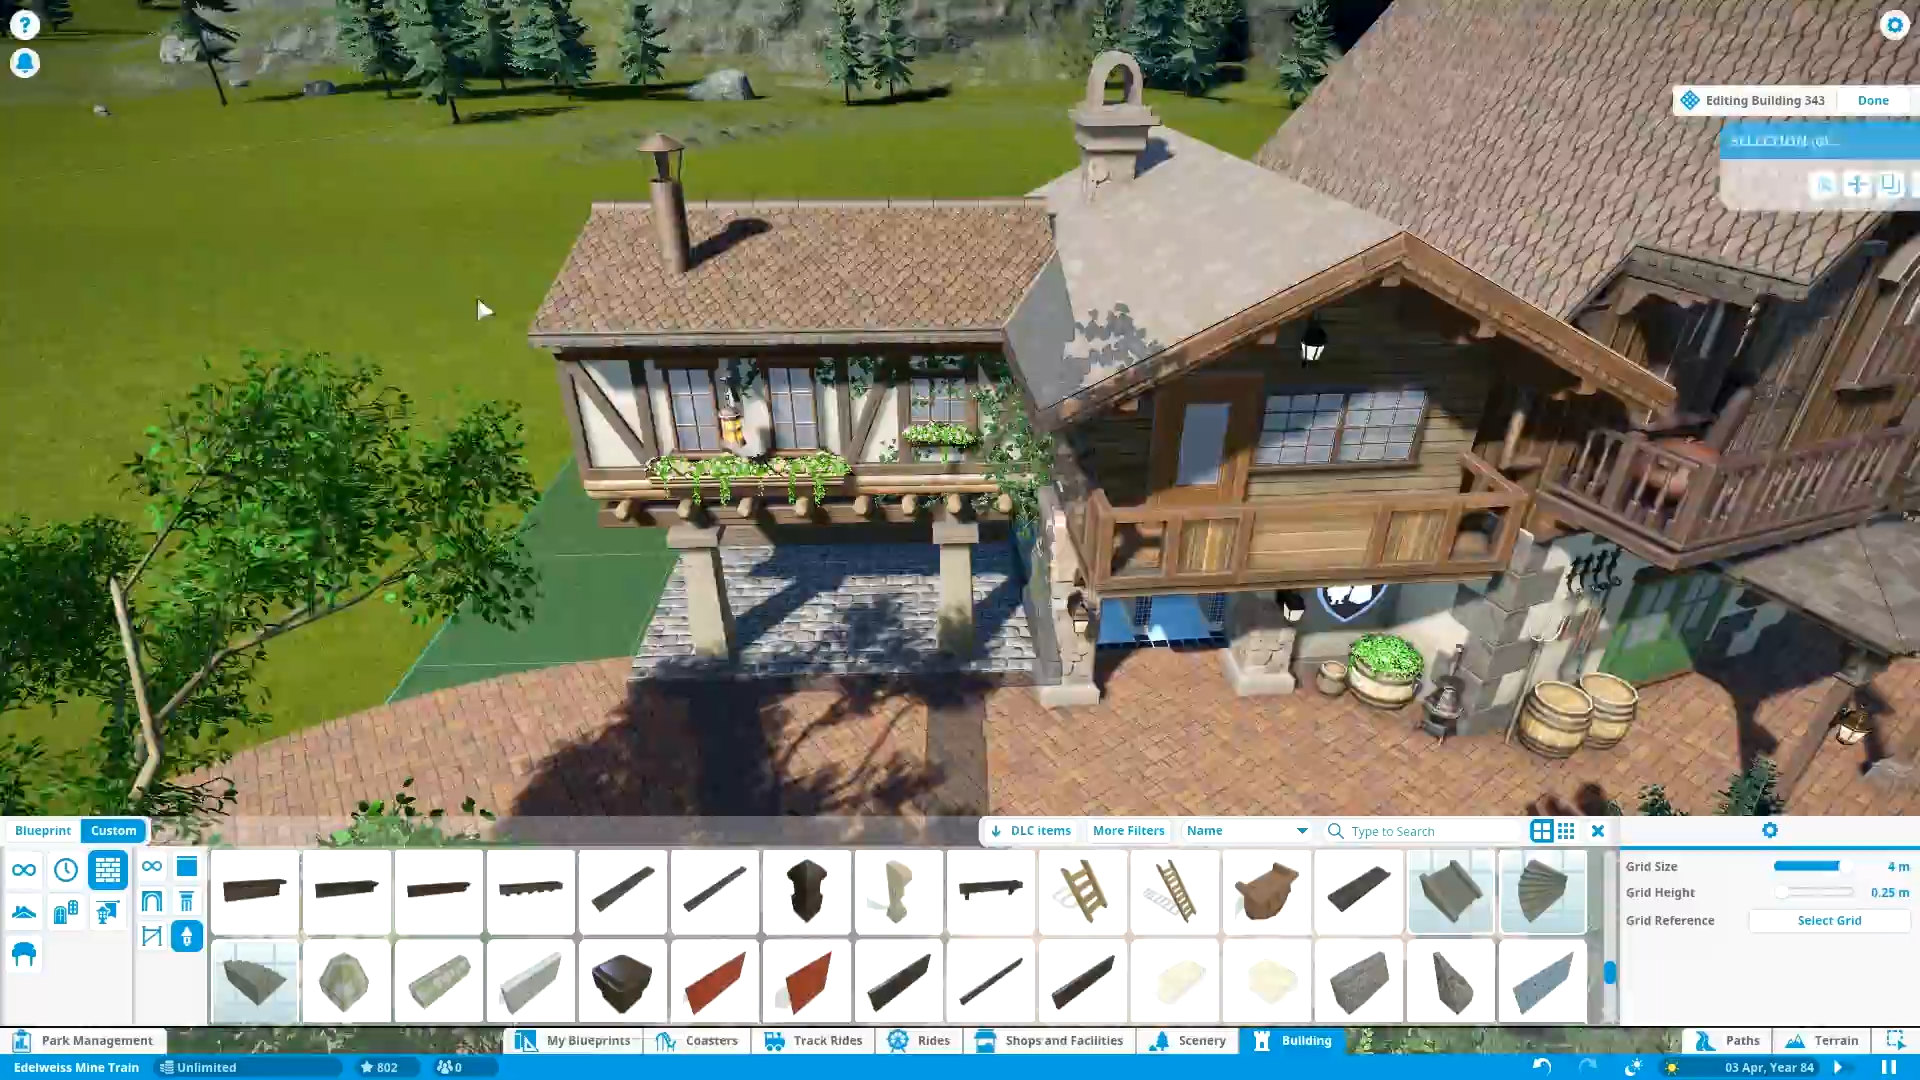 ?
Editing Building 343
Done
SELECTION (0)...
Blueprint
Custom
DLC items
More Filters
Name
Type to Search
Grid Size
4 m
Grid Height
0.25 m
Grid Reference
Select Grid
Park Management
My Blueprints
Coasters
Track Rides
Rides
Shops and Facilities
Scenery
Building
Paths
Terrain
Edelweiss Mine Train
Unlimited
802
0
03 Apr, Year 84